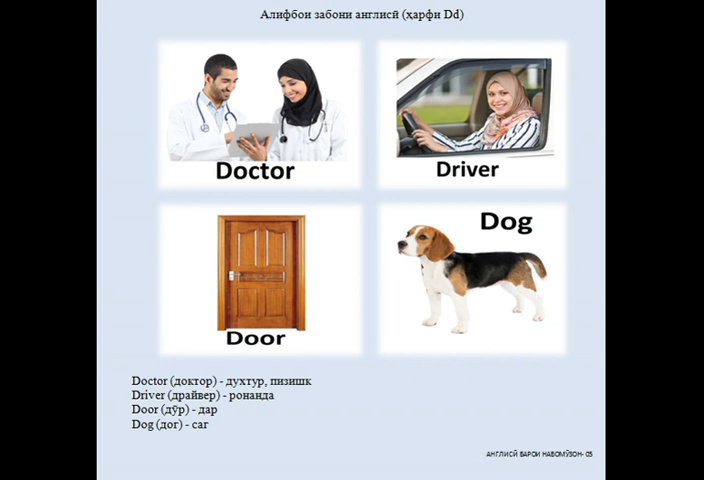 Алифбои забони англисӣ (ҳарфи Dd)
Doctor
Driver
Dog
Door
Doctor (доктор) - духтур, пизишк
Driver (драйвер) - ронанда
Door (дӯр) - дар
Dog (дог) - саг
АНГЛИСӢ БАРОИ НАВОМӮЗОН- 05